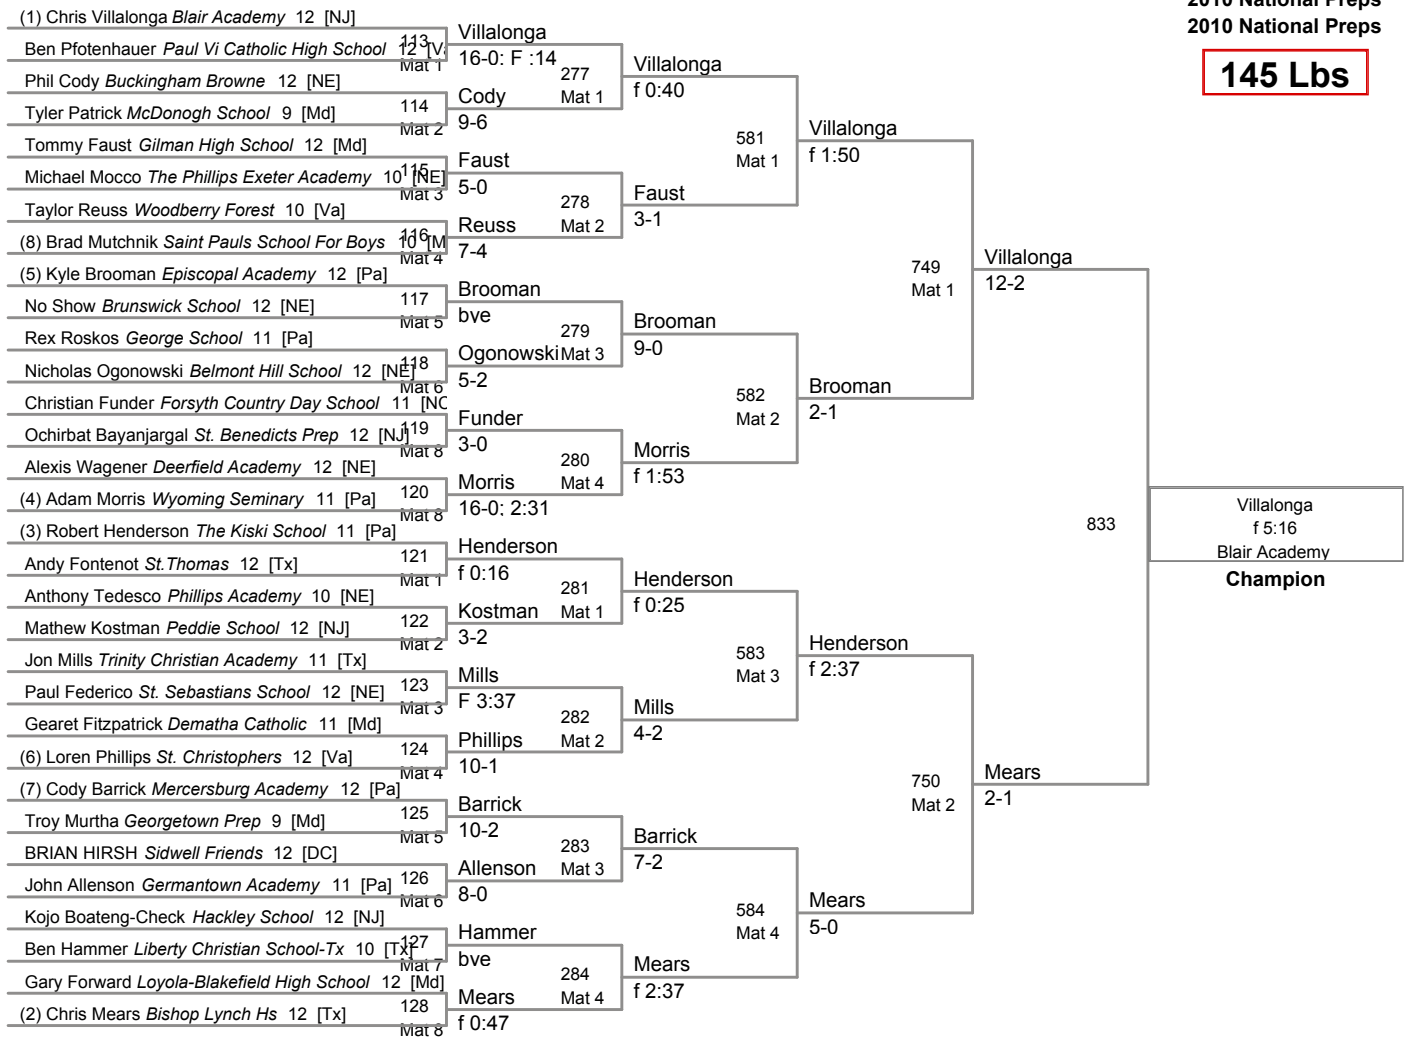 2010 National Preps
2010 National Preps
145 Lbs
(1) Chris Villalonga Blair Academy 12 [NJ]
Ben Pfotenhauer Paul Vi Catholic High School 12 [Va
113
Mat 1
Villalonga
16-0; F :14
Phil Cody Buckingham Browne 12 [NE]
Tyler Patrick McDonogh School 9 [Md]
114
Mat 2
Cody
9-6
277
Mat 1
Villalonga
f 0:40
Tommy Faust Gilman High School 12 [Md]
Michael Mocco The Phillips Exeter Academy 10 [NE]
115
Mat 3
Faust
5-0
Taylor Reuss Woodberry Forest 10 [Va]
(8) Brad Mutchnik Saint Pauls School For Boys 10 [M
116
Mat 4
Reuss
7-4
278
Mat 2
Faust
3-1
581
Mat 1
Villalonga
f 1:50
(5) Kyle Brooman Episcopal Academy 12 [Pa]
No Show Brunswick School 12 [NE]
117
Mat 5
Brooman
bye
Rex Roskos George School 11 [Pa]
Nicholas Ogonowski Belmont Hill School 12 [NE]
118
Mat 6
Ogonowski
5-2
279
Mat 3
Brooman
9-0
Christian Funder Forsyth Country Day School 11 [NC
Ochirbat Bayanjargal St. Benedicts Prep 12 [NJ]
119
Mat 8
Funder
3-0
Alexis Wagener Deerfield Academy 12 [NE]
(4) Adam Morris Wyoming Seminary 11 [Pa]
120
Mat 8
Morris
16-0; 2:31
280
Mat 4
Morris
f 1:53
582
Mat 2
Brooman
2-1
749
Mat 1
Villalonga
12-2
(3) Robert Henderson The Kiski School 11 [Pa]
Andy Fontenot St.Thomas 12 [Tx]
121
Mat 1
Henderson
f 0:16
Anthony Tedesco Phillips Academy 10 [NE]
Mathew Kostman Peddie School 12 [NJ]
122
Mat 2
Kostman
3-2
281
Mat 1
Henderson
f 0:25
Jon Mills Trinity Christian Academy 11 [Tx]
Paul Federico St. Sebastians School 12 [NE]
123
Mat 3
Mills
F 3:37
Gearet Fitzpatrick Dematha Catholic 11 [Md]
(6) Loren Phillips St. Christophers 12 [Va]
124
Mat 4
Phillips
10-1
282
Mat 2
Mills
4-2
583
Mat 3
Henderson
f 2:37
(7) Cody Barrick Mercersburg Academy 12 [Pa]
Troy Murtha Georgetown Prep 9 [Md]
125
Mat 5
Barrick
10-2
BRIAN HIRSH Sidwell Friends 12 [DC]
John Allenson Germantown Academy 11 [Pa]
126
Mat 6
Allenson
8-0
283
Mat 3
Barrick
7-2
Kojo Boateng-Check Hackley School 12 [NJ]
Ben Hammer Liberty Christian School-Tx 10 [Tx]
127
Mat 7
Hammer
bye
Gary Forward Loyola-Blakefield High School 12 [Md]
(2) Chris Mears Bishop Lynch Hs 12 [Tx]
128
Mat 8
Mears
f 0:47
284
Mat 4
Mears
f 2:37
584
Mat 4
Mears
5-0
750
Mat 2
Mears
2-1
833
Villalonga
f 5:16
Blair Academy
Champion